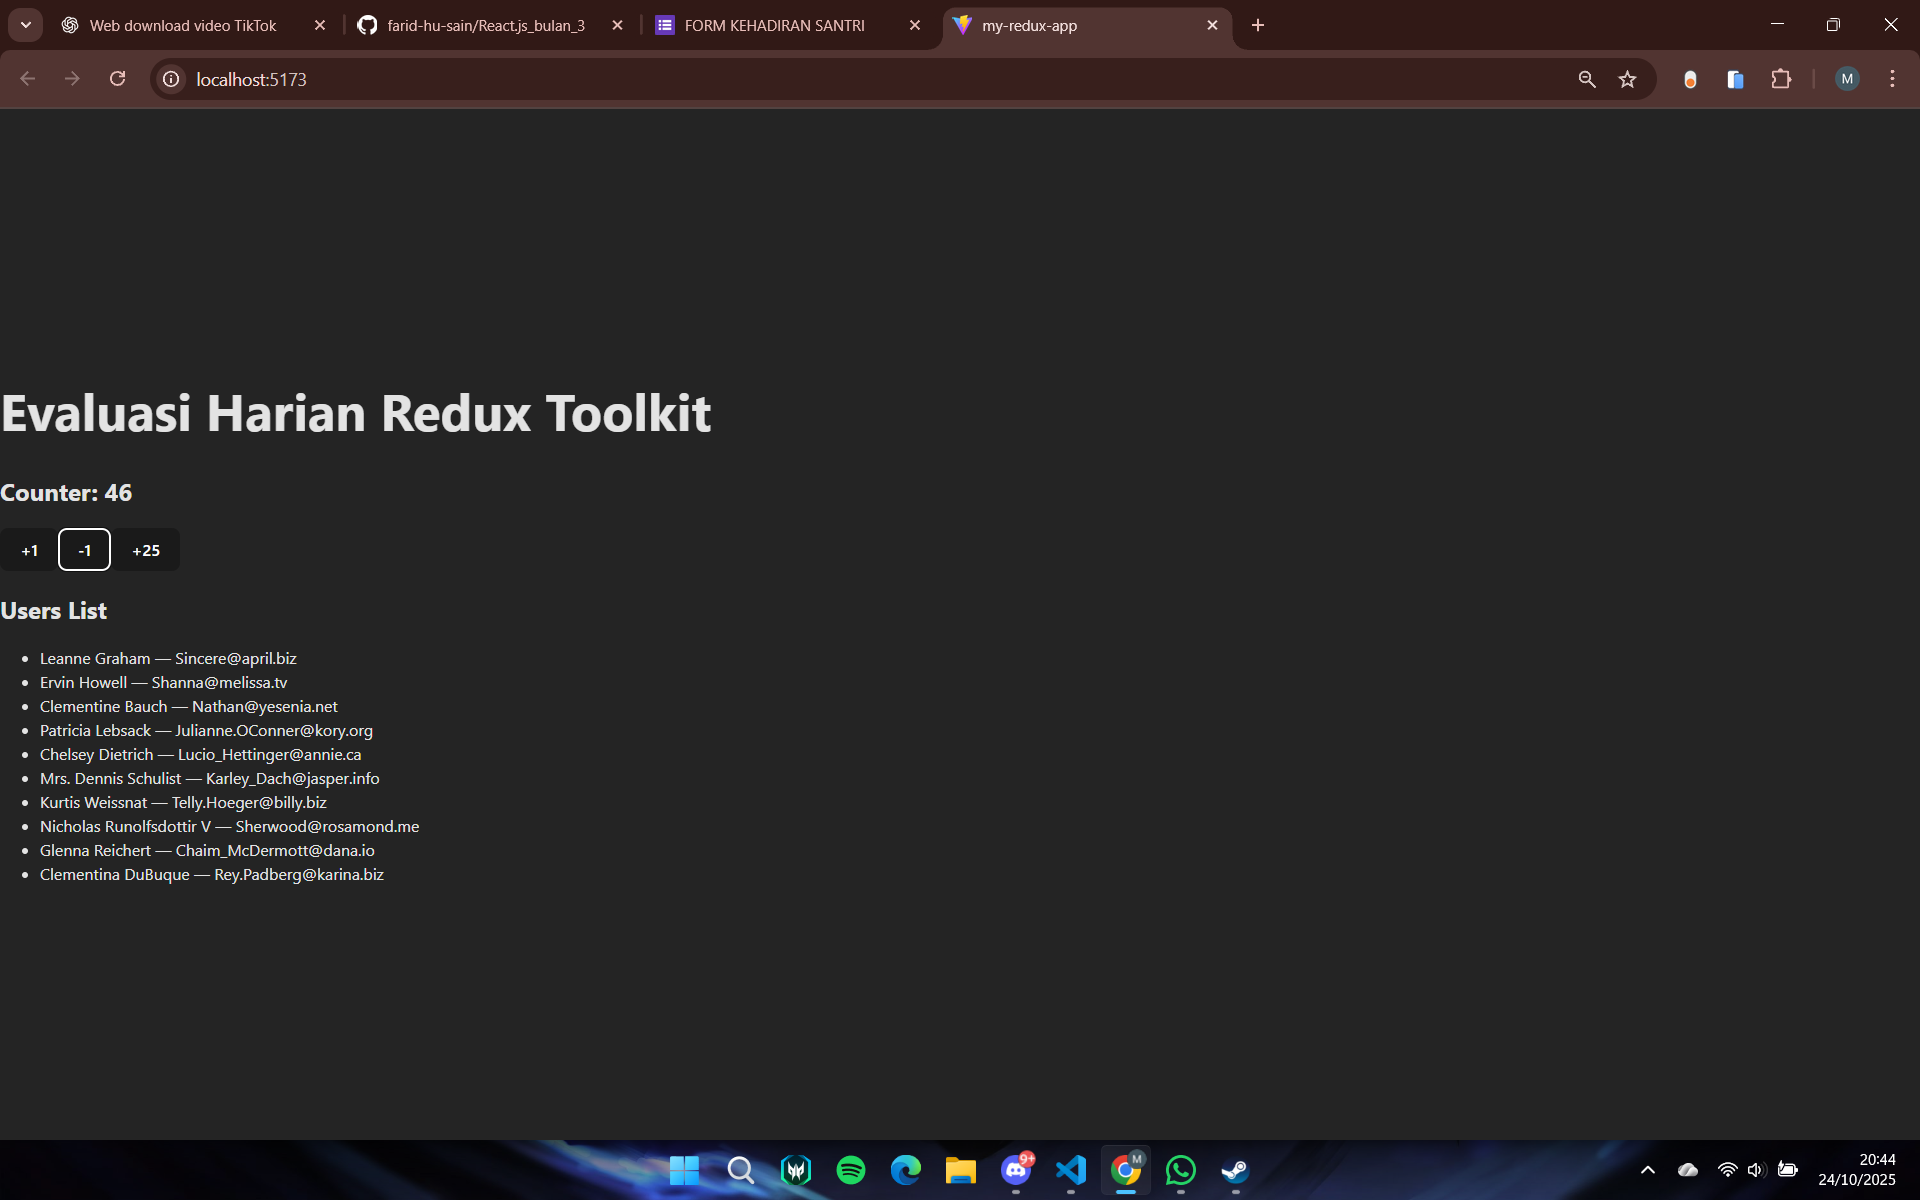 Web download video TikTok
farid-hu-sain/React.js_bulan_3
FORM KEHADIRAN SANTRI
my-redux-app
localhost:5173
M
Evaluasi Harian Redux Toolkit
Counter: 46
+1
-1
+25
Users List
Leanne Graham — Sincere@april.biz
Ervin Howell — Shanna@melissa.tv
Clementine Bauch — Nathan@yesenia.net
Patricia Lebsack — Julianne.OConner@kory.org
Chelsey Dietrich — Lucio_Hettinger@annie.ca
Mrs. Dennis Schulist — Karley_Dach@jasper.info
Kurtis Weissnat — Telly.Hoeger@billy.biz
Nicholas Runolfsdottir V — Sherwood@rosamond.me
Glenna Reichert — Chaim_McDermott@dana.io
Clementina DuBuque — Rey.Padberg@karina.biz
9+
M
20:44
24/10/2025